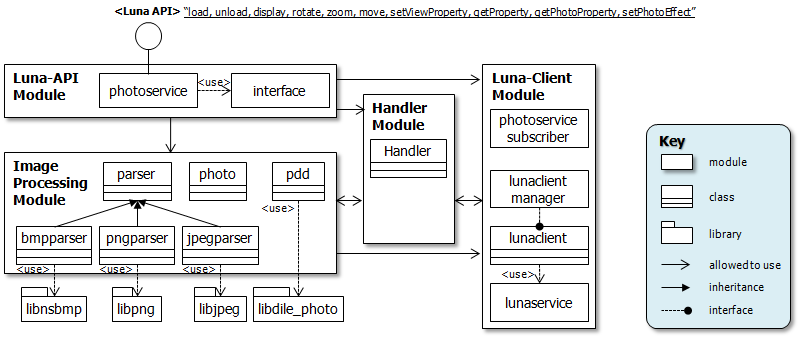 <Luna API> “load, unload, display, rotate, zoom, move, setViewProperty, getProperty, getPhotoProperty, setPhotoEffect”
Luna-API
Module
photoservice
<use>
interface
Image
Processing
Module
parser
photo
pdd
<use>
bmpparser
pngparser
jpegparser
<use>
<use>
<use>
libnsbmp
libpng
libjpeg
libdile_photo
Handler
Module
Handler
Luna-Client
Module
photoservice
subscriber
lunaclient
manager
lunaclient
<use>
lunaservice
Key
module
class
library
allowed to use
inheritance
interface